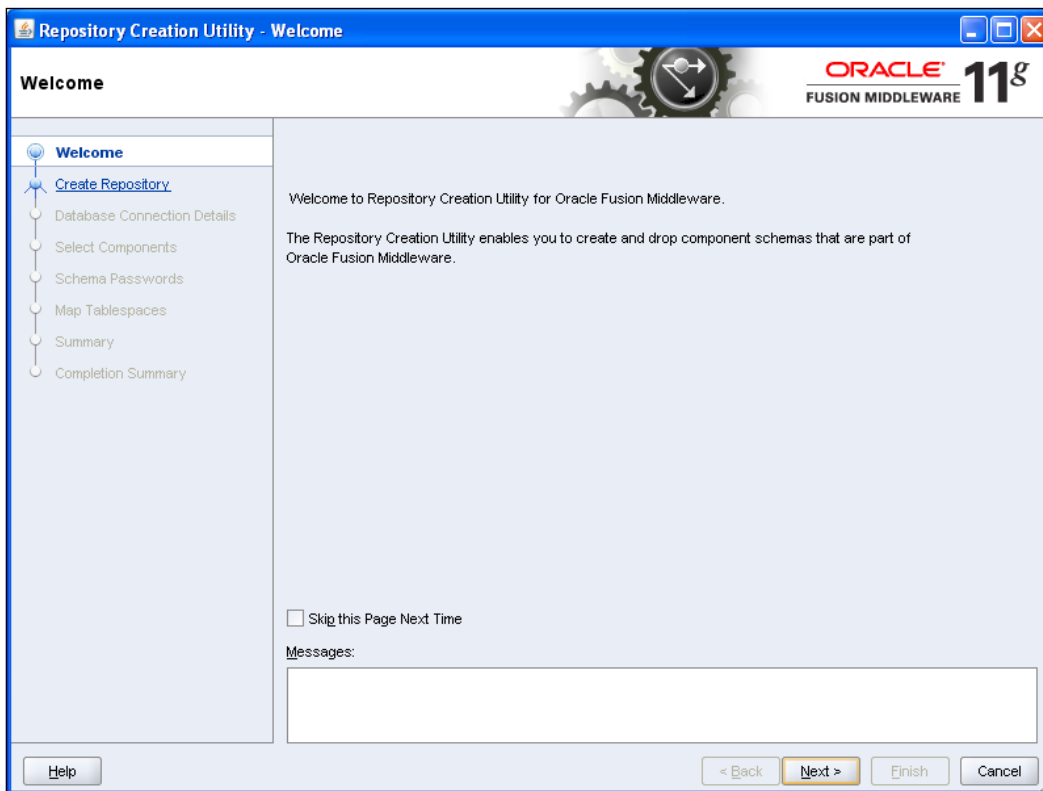 Repository Creation Utility - Welcome
Welcome
ORACLE® 11g
FUSION MIDDLEWARE
Welcome
Create Repository
Database Connection Details
Select Components
Schema Passwords
Map Tablespaces
Summary
Completion Summary
Welcome to Repository Creation Utility for Oracle Fusion Middleware.
The Repository Creation Utility enables you to create and drop component schemas that are part of
Oracle Fusion Middleware.
Skip this Page Next Time
Messages:
Help
< Back
Next >
Finish
Cancel